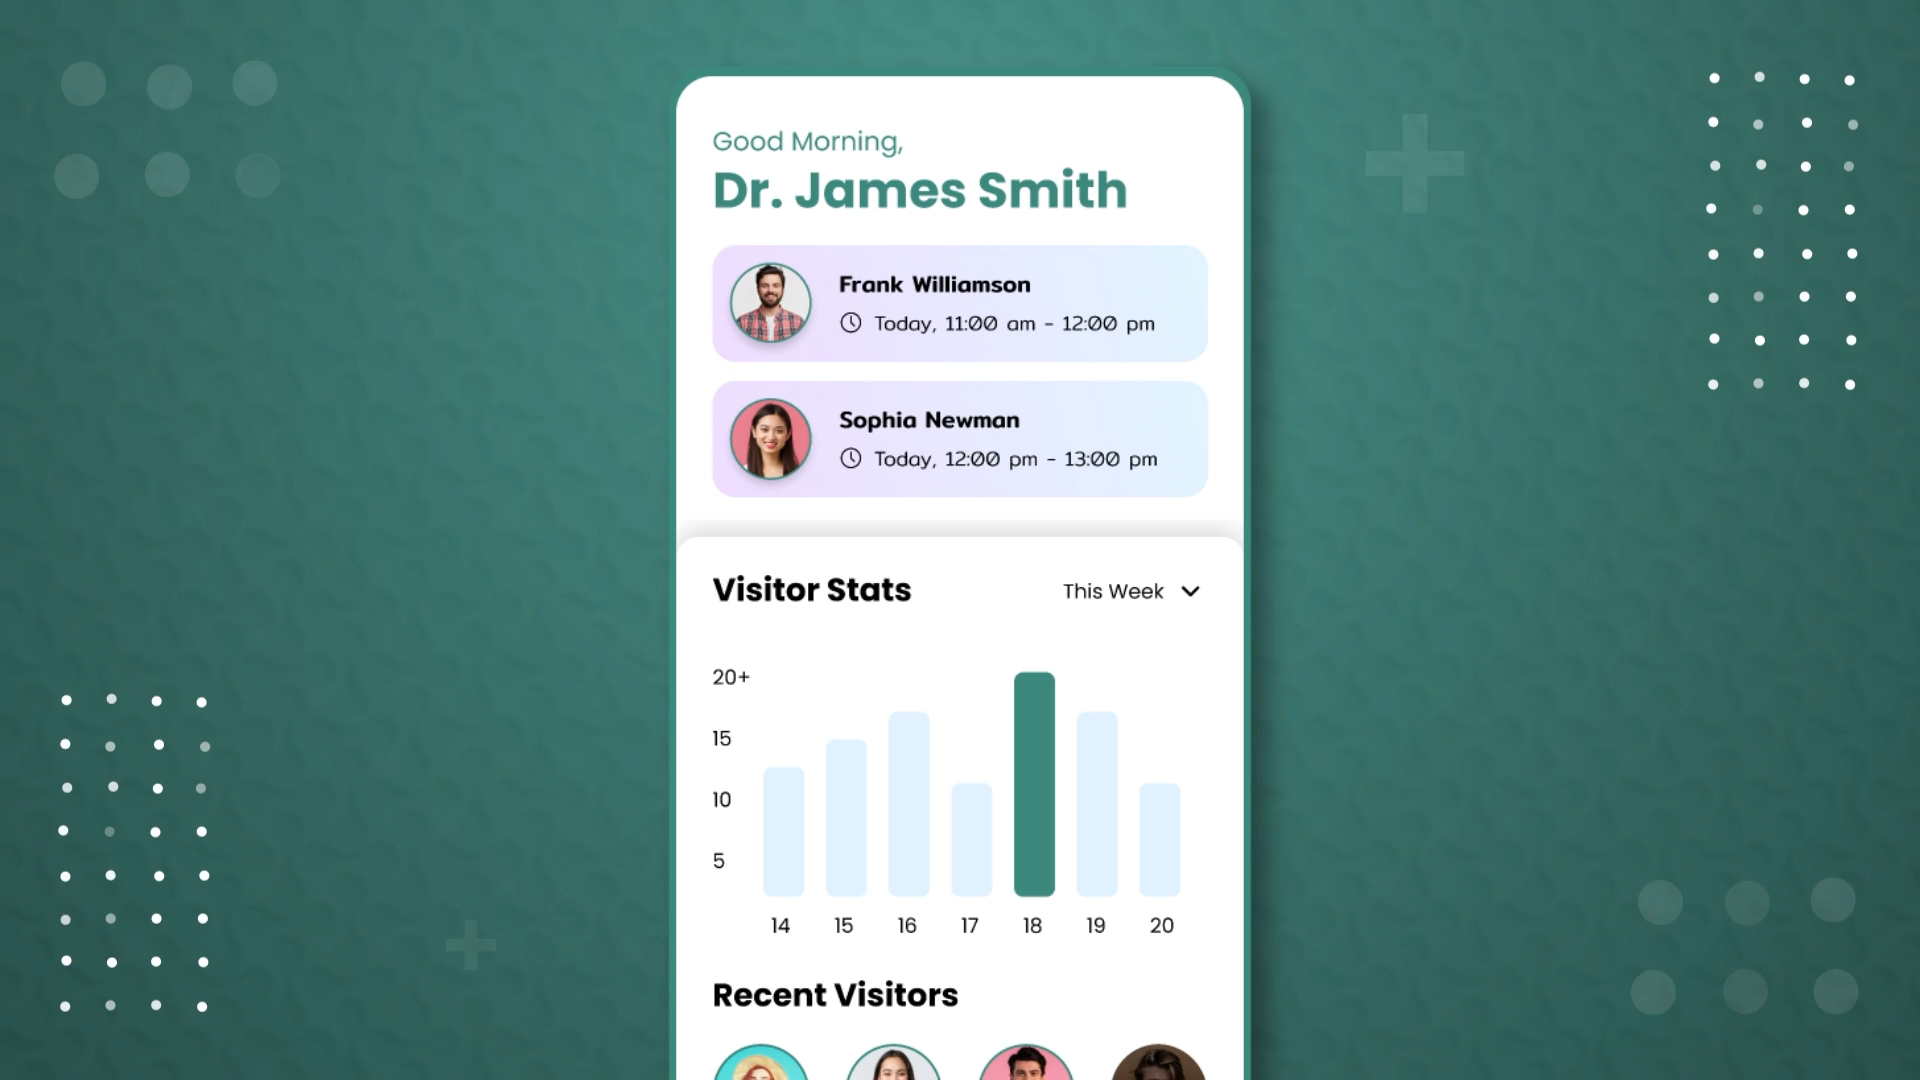 Good Morning,
Dr. James Smith
Frank Williamson
Today, 11:00 am - 12:00 pm
Sophia Newman
Today, 12:00 pm - 13:00 pm
Visitor Stats
This Week
20+
15
10
5
14 15 16 17 18 19 20
Recent Visitors